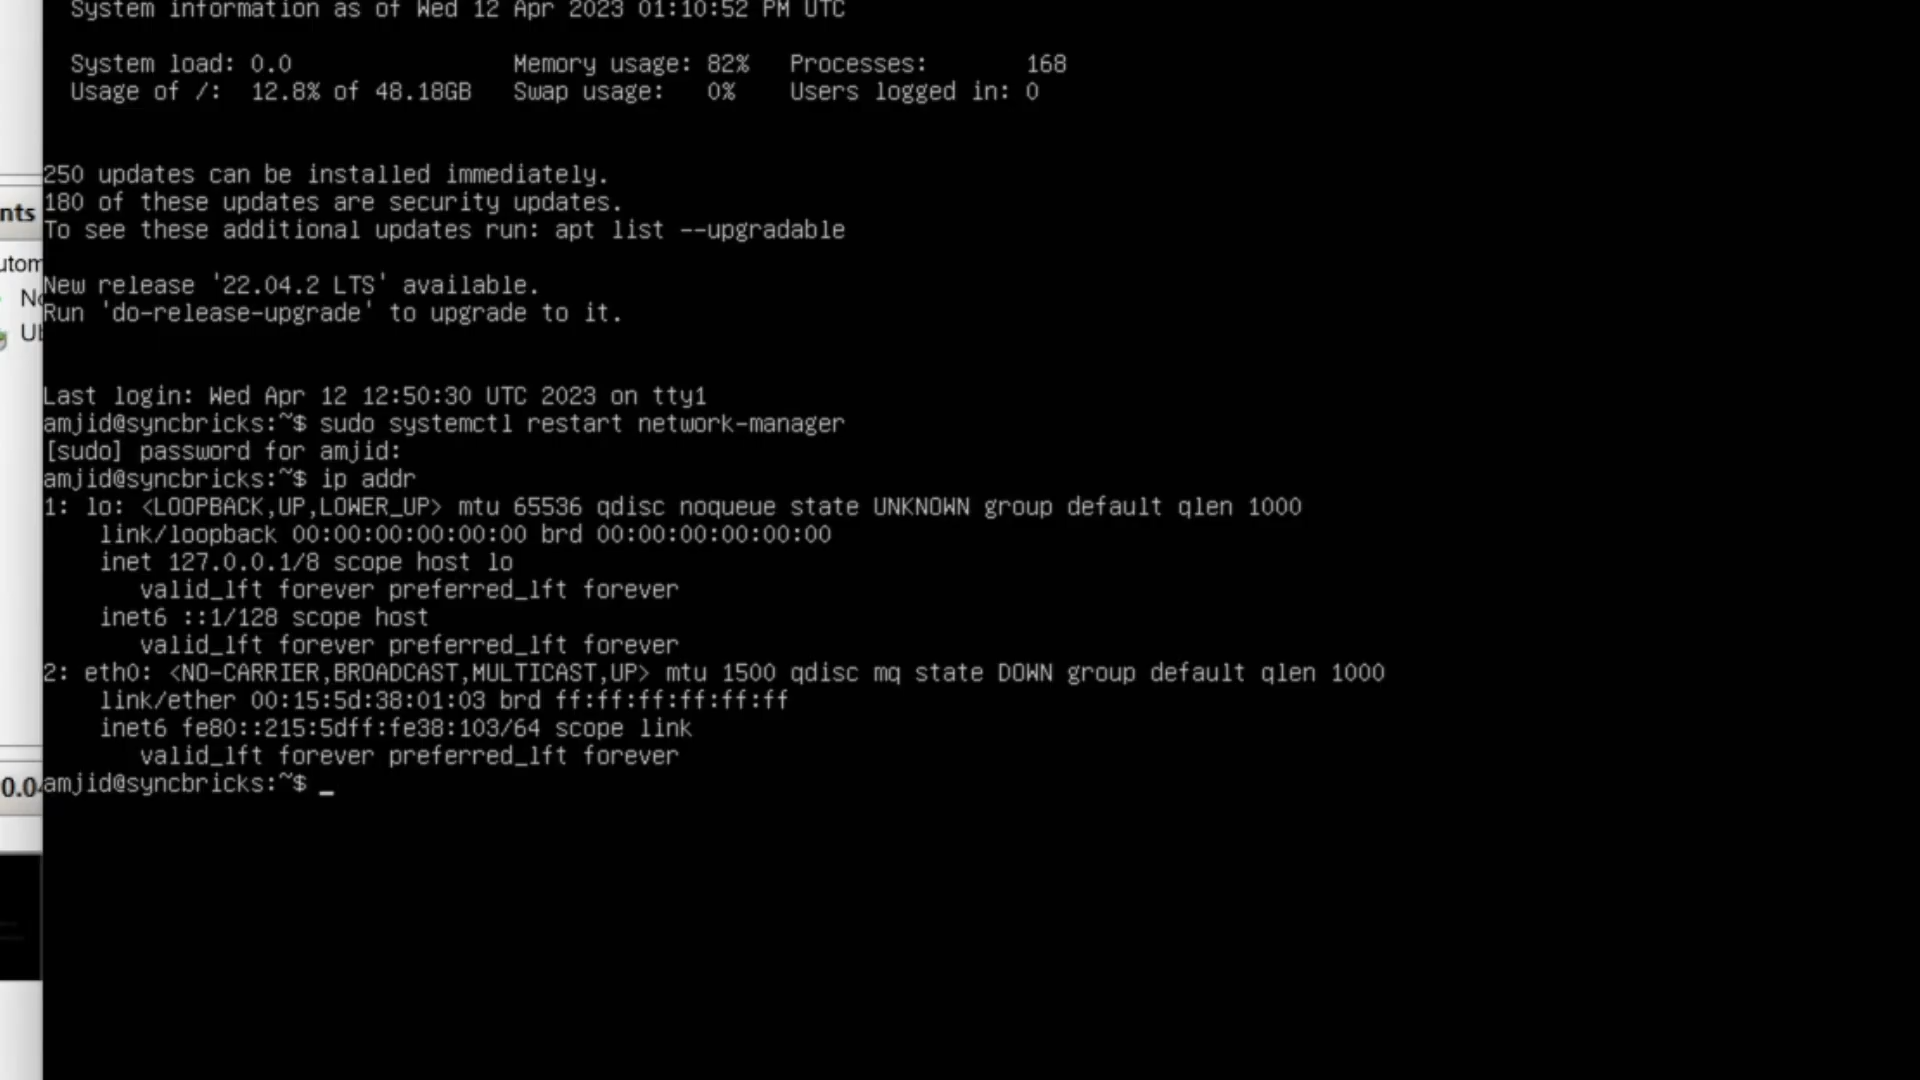 System information as of Wed 12 Apr 2023 01:10:52 PM UTC
System load: 0.0 Memory usage: 82% Processes: 168
Usage of /: 12.8% of 48.18GB Swap usage: 0% Users logged in: 0
250 updates can be installed immediately.
180 of these updates are security updates.
To see these additional updates run: apt list --upgradable
New release '22.04.2 LTS' available.
Run 'do-release-upgrade' to upgrade to it.
Last login: Wed Apr 12 12:50:30 UTC 2023 on tty1
amjid@syncbricks:~$ sudo systemctl restart network-manager
[sudo] password for amjid:
amjid@syncbricks:~$ ip addr
1: lo: <LOOPBACK,UP,LOWER_UP> mtu 65536 qdisc noqueue state UNKNOWN group default qlen 1000
link/loopback 00:00:00:00:00:00 brd 00:00:00:00:00:00
inet 127.0.0.1/8 scope host lo
valid_lft forever preferred_lft forever
inet6 ::1/128 scope host
valid_lft forever preferred_lft forever
2: eth0: <NO-CARRIER,BROADCAST,MULTICAST,UP> mtu 1500 qdisc mq state DOWN group default qlen 1000
link/ether 00:15:5d:38:01:03 brd ff:ff:ff:ff:ff:ff
inet6 fe80::215:5dff:fe38:103/64 scope link
valid_lft forever preferred_lft forever
amjid@syncbricks:~$ _